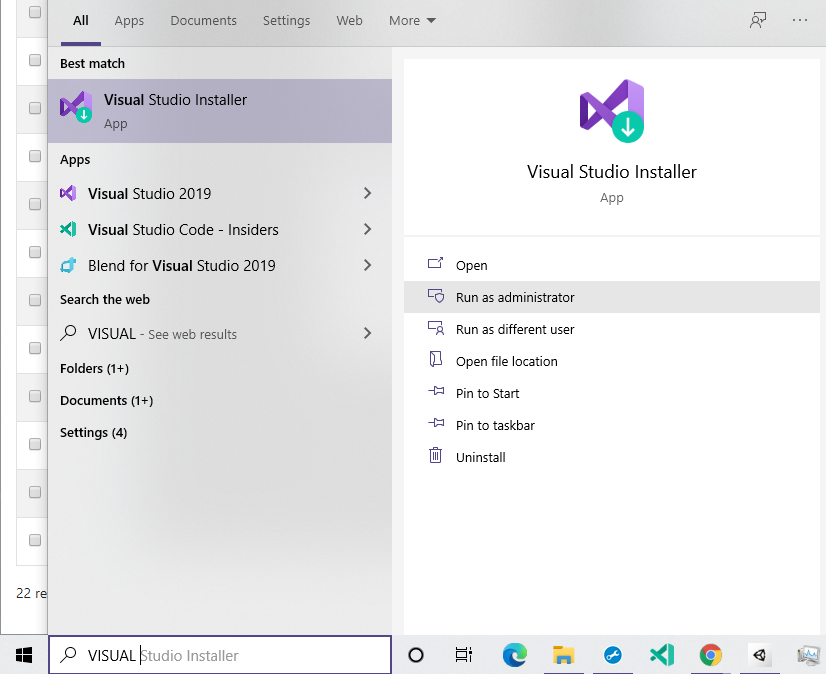 All Apps Documents Settings Web More
Best match
Visual Studio Installer
App
Apps
Visual Studio 2019
Visual Studio Code - Insiders
Blend for Visual Studio 2019
Search the web
VISUAL - See web results
Folders (1+)
Documents (1+)
Settings (4)
Visual Studio Installer
App
Open
Run as administrator
Run as different user
Open file location
Pin to Start
Pin to taskbar
Uninstall
22 re
VISUAL Studio Installer